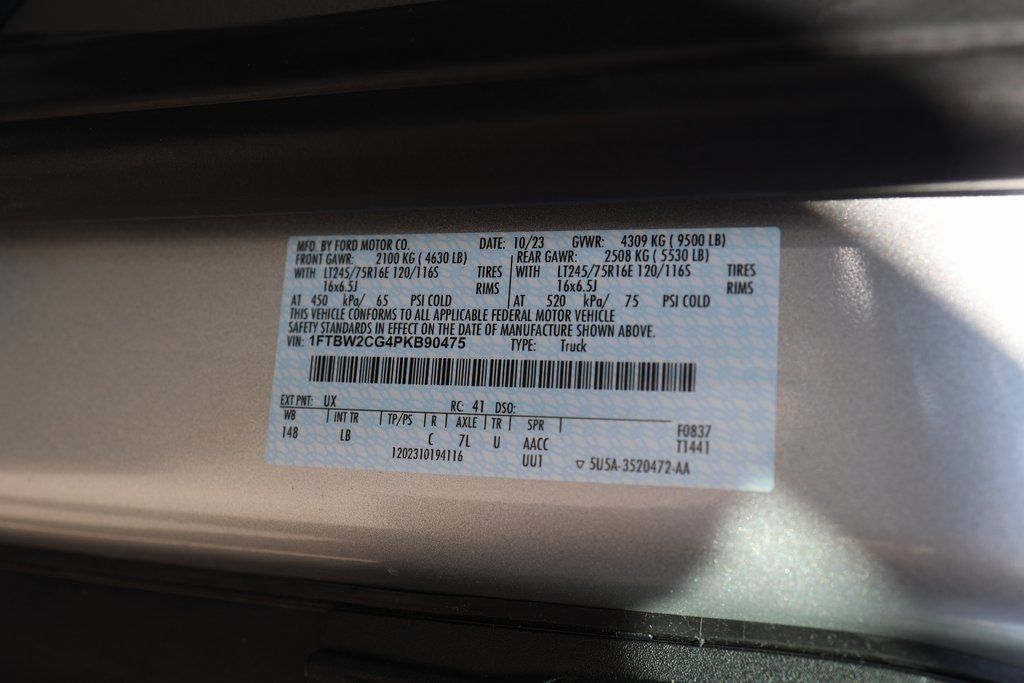 MFD. BY FORD MOTOR CO. DATE: 10/23 GVWR: 4309 KG ( 9500 LB)
FRONT GAWR: 2100 KG ( 4630 LB) REAR GAWR: 2508 KG ( 5530 LB)
WITH LT245/75R16E 120/116S TIRES WITH LT245/75R16E 120/116S TIRES
16x6.5J RIMS 16x6.5J RIMS
AT 450 kPa/ 65 PSI COLD AT 520 kPa/ 75 PSI COLD
THIS VEHICLE CONFORMS TO ALL APPLICABLE FEDERAL MOTOR VEHICLE
SAFETY STANDARDS IN EFFECT ON THE DATE OF MANUFACTURE SHOWN ABOVE.
VIN: 1FTBW2CG4PKB90475 TYPE: Truck
EXT PNT: UX RC: 41 DSO:
WB INT TR TP/PS R AXLE TR SPR F0837
148 LB C 7L U AACC T1441
1202310194116 UU1 ▽ 5U5A-3520472-AA